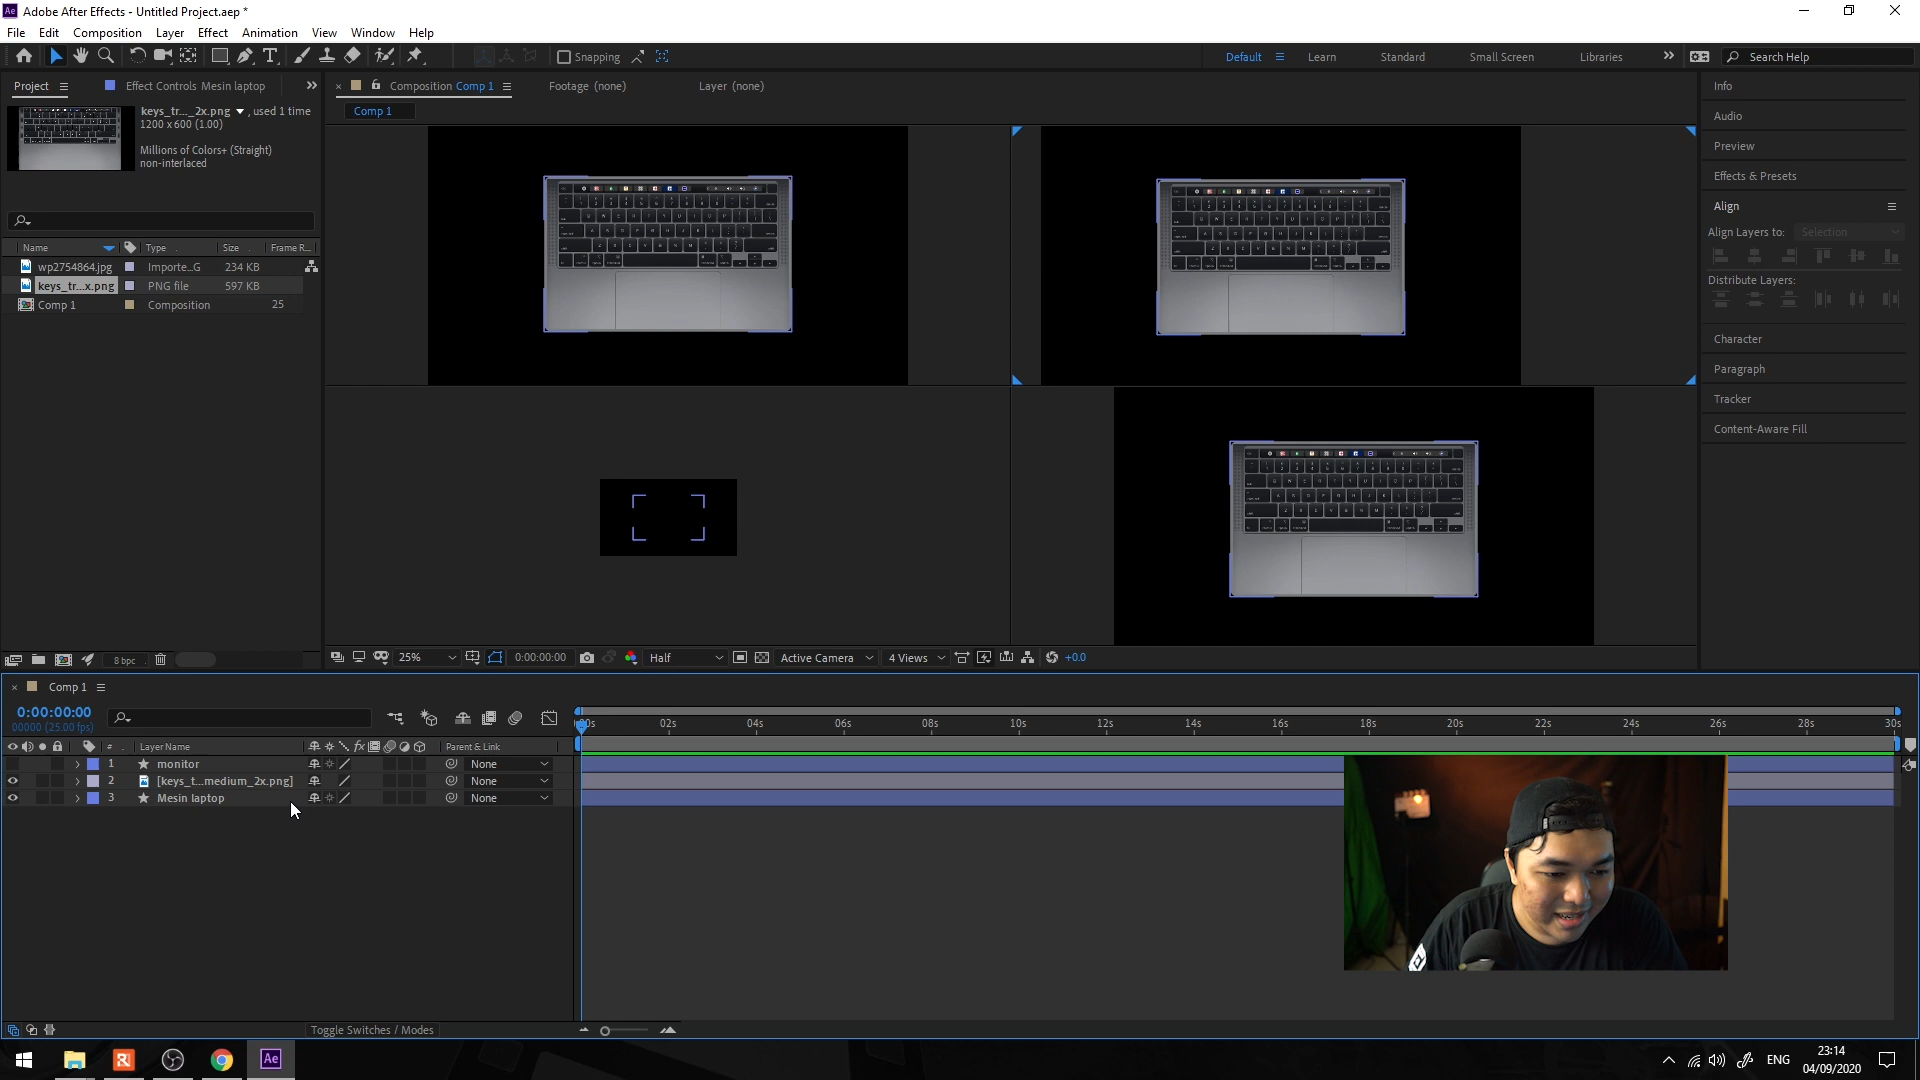 Adobe After Effects - Untitled Project.aep *
File Edit Composition Layer Effect Animation View Window Help
Snapping
Default Learn Standard Small Screen Libraries Search Help
Project Effect Controls Mesin laptop
Composition Comp 1 Footage (none) Layer (none)
Comp 1
keys_tr..._2x.png , used 1 time
1200 x 600 (1.00)
Millions of Colors+ (Straight)
non-interlaced
Name Type Size Frame R...
wp2754864.jpg Importe...G 234 KB
keys_tr...x.png PNG file 597 KB
Comp 1 Composition 25
8 bpc
25% 0:00:00:00 Half Active Camera 4 Views +0.0
Info
Audio
Preview
Effects & Presets
Align
Align Layers to: Selection
Distribute Layers:
Character
Paragraph
Tracker
Content-Aware Fill
Comp 1
0:00:00:00
00000 (25.00 fps)
:00s 02s 04s 06s 08s 10s 12s 14s 16s 18s 20s 22s 24s 26s 28s 30s
# Layer Name Parent & Link
1 monitor None
2 [keys_t...medium_2x.png] None
3 Mesin laptop None
Toggle Switches / Modes
Ae ENG
23:14
04/09/2020